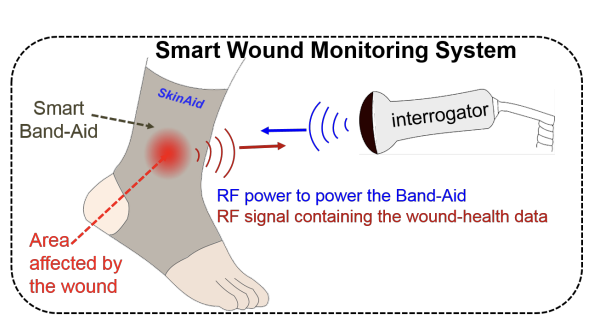 Smart Wound Monitoring System
SkinAid
Smart
Band-Aid
interrogator
RF power to power the Band-Aid
RF signal containing the wound-health data
Area
affected by
the wound